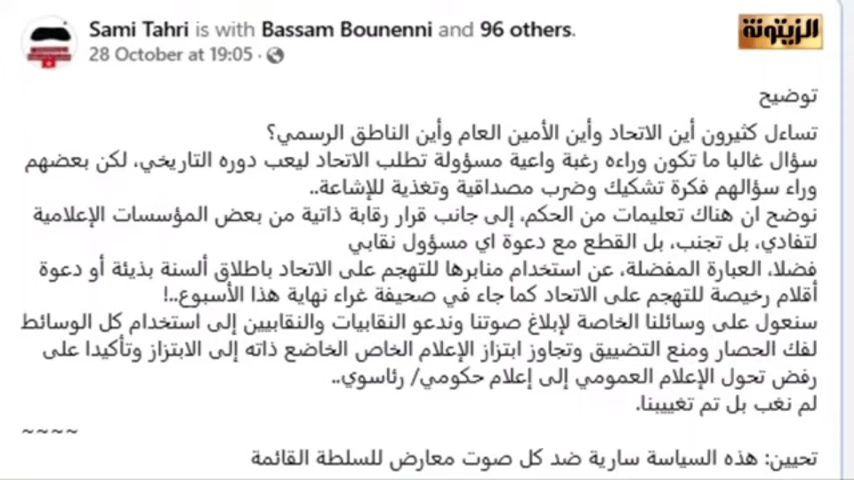 Sami Tahri is with Bassam Bounenni and 96 others.
28 October at 19:05 ·
الزيتونة
توضيح
تساءل كثيرون أين الاتحاد وأين الأمين العام وأين الناطق الرسمي؟
سؤال غالبا ما تكون وراءه رغبة واعية مسؤولة تطلب الاتحاد ليعب دوره التاريخي، لكن بعضهم
وراء سؤالهم فكرة تشكيك وضرب مصداقية وتغذية للإشاعة..
نوضح ان هناك تعليمات من الحكم، إلى جانب قرار رقابة ذاتية من بعض المؤسسات الإعلامية
لتفادي، بل تجنب، بل القطع مع دعوة اي مسؤول نقابي
فضلا، العبارة المفضلة، عن استخدام منابرها للتهجم على الاتحاد باطلاق ألسنة بذيئة أو دعوة
أقلام رخيصة للتهجم على الاتحاد كما جاء في صحيفة غراء نهاية هذا الأسبوع..!
سنعول على وسائلنا الخاصة لإبلاغ صوتنا وندعو النقابيات والنقابيين إلى استخدام كل الوسائط
لفك الحصار ومنع التضييق وتجاوز ابتزاز الإعلام الخاص الخاضع ذاته إلى الابتزاز وتأكيدا على
رفض تحول الإعلام العمومي إلى إعلام حكومي/ رئاسوي..
لم نغب بل تم تغييبنا.
~~~~
تحيين: هذه السياسة سارية ضد كل صوت معارض للسلطة القائمة